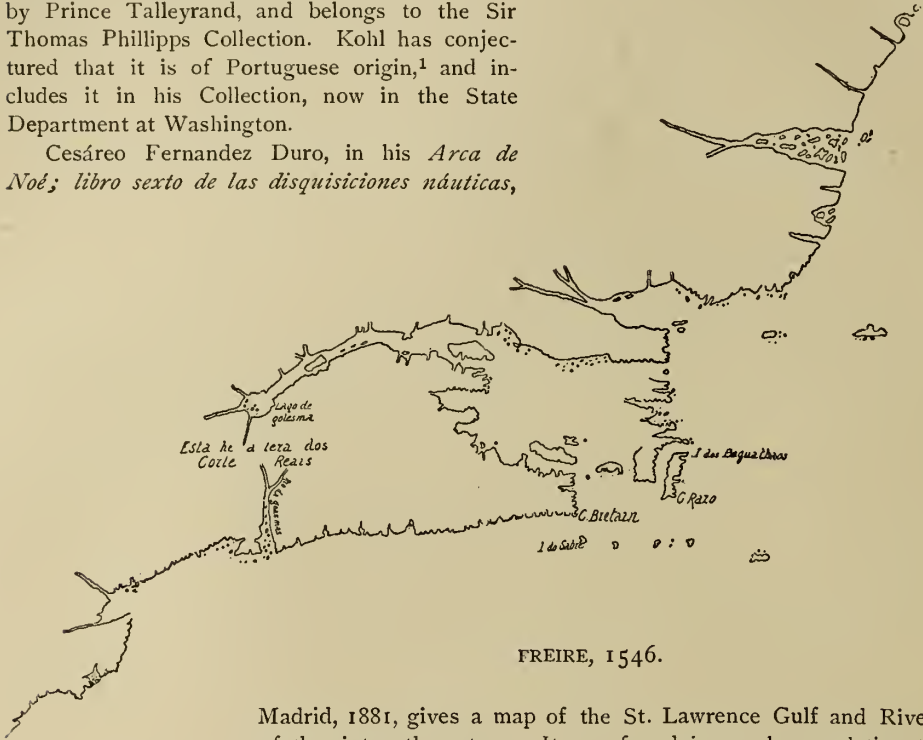 by Prince Talleyrand, and belongs to the Sir
Thomas Phillipps Collection. Kohl has conjec-
tured that it is of Portuguese origin,¹ and in-
cludes it in his Collection, now in the State
Department at Washington.
Cesáreo Fernandez Duro, in his Arca de
Noé; libro sexto de las disquisiciones náuticas,
Lago de
golesma
Esta he a tera dos
Corte Reais
I dos Bagualhaos
C Razo
C. Bretain
I do Sable
FREIRE, 1546.
Madrid, 1881, gives a map of the St. Lawrence Gulf and Rive